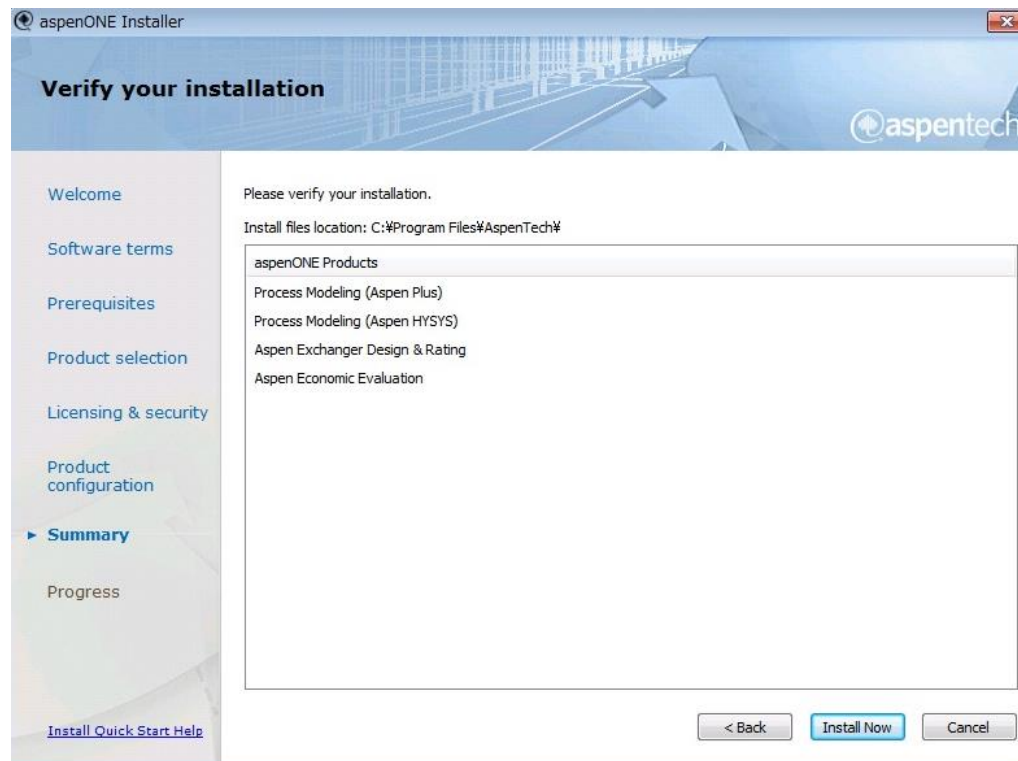 aspenONE Installer
Verify your installation
aspentech
Welcome
Software terms
Prerequisites
Product selection
Licensing & security
Product
configuration
Summary
Progress
Install Quick Start Help
Please verify your installation.
Install files location: C:¥Program Files¥AspenTech¥
aspenONE Products
Process Modeling (Aspen Plus)
Process Modeling (Aspen HYSYS)
Aspen Exchanger Design & Rating
Aspen Economic Evaluation
< Back
Install Now
Cancel